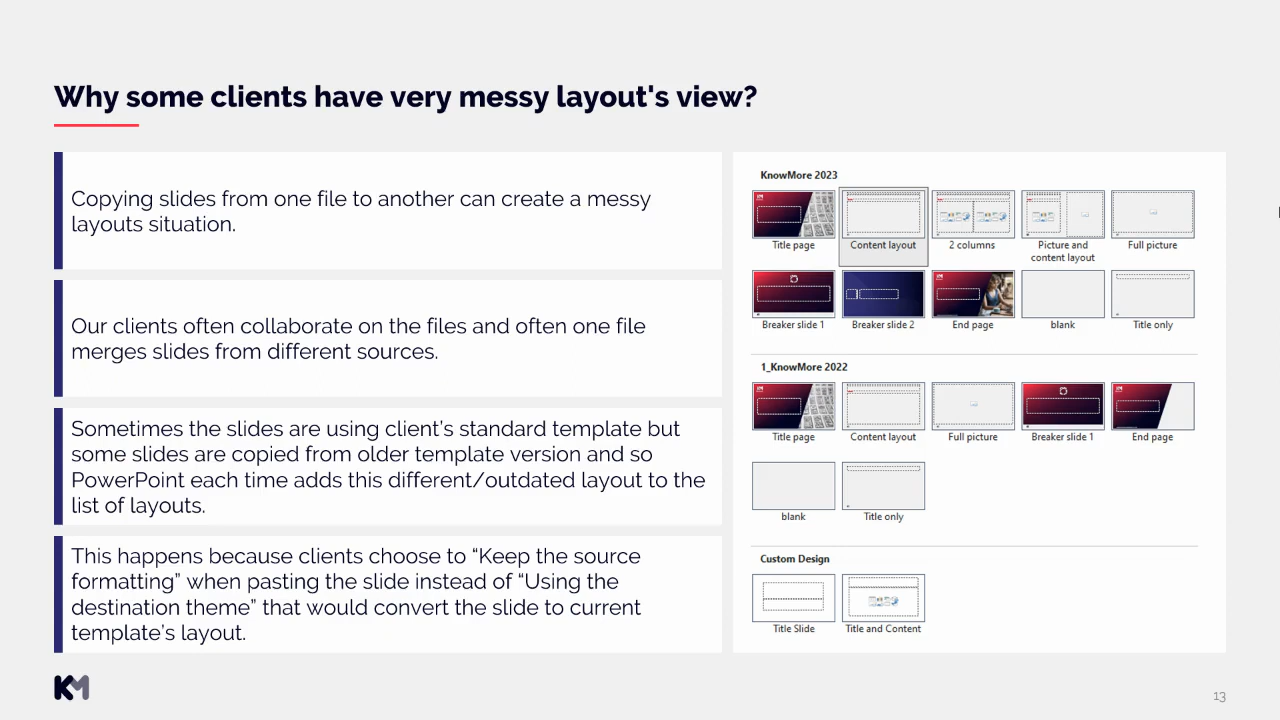 Why some clients have very messy layout's view?
Copying slides from one file to another can create a messy
layouts situation.
Our clients often collaborate on the files and often one file
merges slides from different sources.
Sometimes the slides are using client's standard template but
some slides are copied from older template version and so
PowerPoint each time adds this different/outdated layout to the
list of layouts.
This happens because clients choose to “Keep the source
formatting” when pasting the slide instead of “Using the
destination theme” that would convert the slide to current
template's layout.
KnowMore 2023
Title page
Content layout
2 columns
Picture and
content layout
Full picture
Breaker slide 1
Breaker slide 2
End page
blank
Title only
1_KnowMore 2022
Title page
Content layout
Full picture
Breaker slide 1
End page
blank
Title only
Custom Design
Title Slide
Title and Content
KM
13